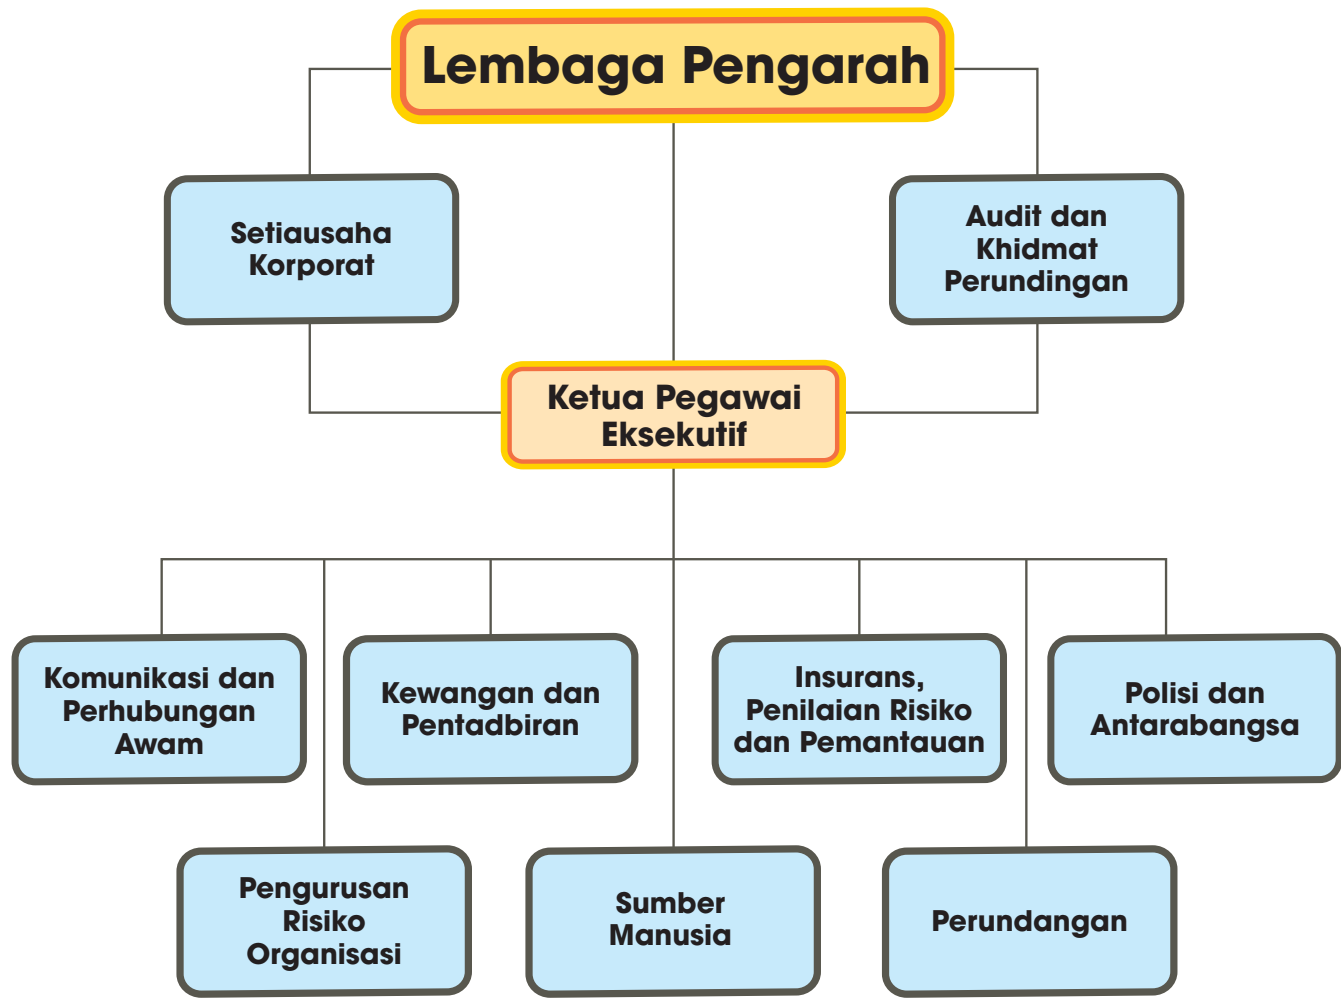 Lembaga Pengarah
Setiausaha
Korporat
Audit dan
Khidmat
Perundingan
Ketua Pegawai
Eksekutif
Komunikasi dan
Perhubungan
Awam
Kewangan dan
Pentadbiran
Insurans,
Penilaian Risiko
dan Pemantauan
Polisi dan
Antarabangsa
Pengurusan
Risiko
Organisasi
Sumber
Manusia
Perundangan